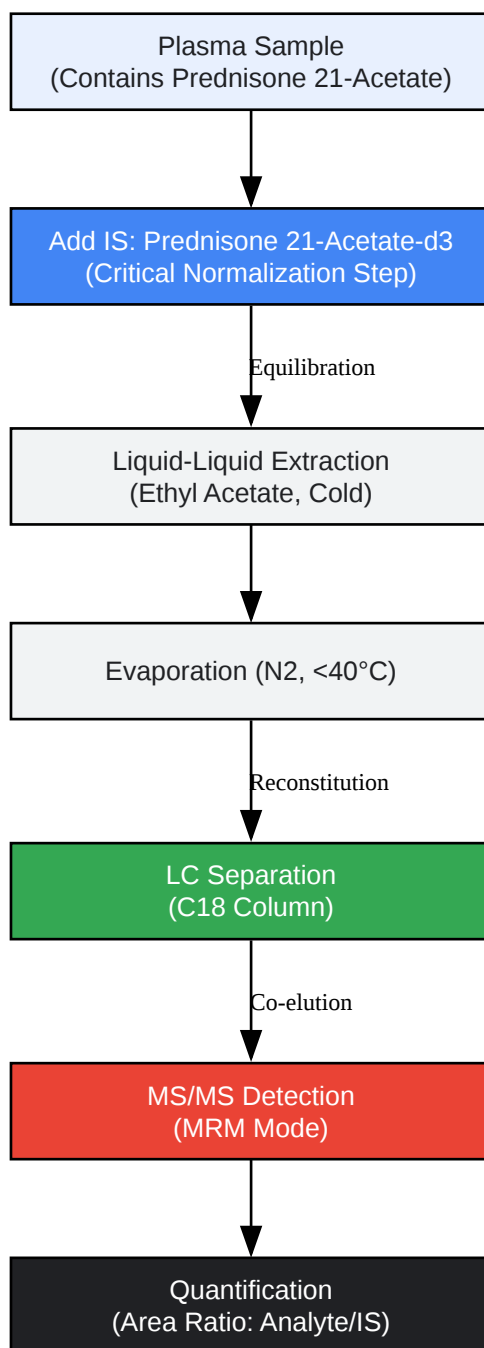 Plasma Sample
(Contains Prednisone 21-Acetate)
Add IS: Prednisone 21-Acetate-d3
(Critical Normalization Step)
Equilibration
Liquid-Liquid Extraction
(Ethyl Acetate, Cold)
Evaporation (N2, <40°C)
Reconstitution
LC Separation
(C18 Column)
Co-elution
MS/MS Detection
(MRM Mode)
Quantification
(Area Ratio: Analyte/IS)